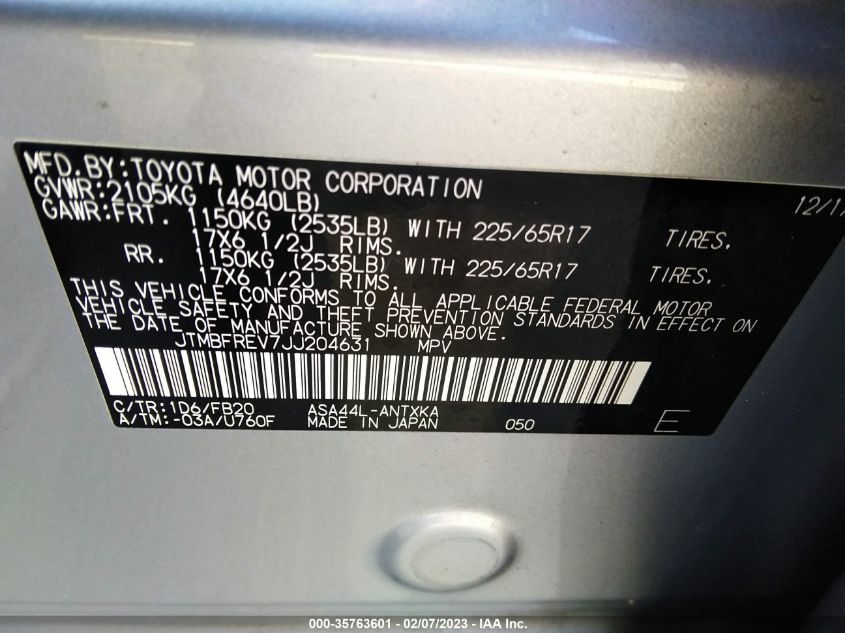 MFD.BY:TOYOTA MOTOR CORPORATION 12/17
GVWR:2105KG (4640LB)
GAWR:FRT. 1150KG (2535LB) WITH 225/65R17 TIRES.
17X6 1/2J RIMS.
RR. 1150KG (2535LB) WITH 225/65R17 TIRES.
17X6 1/2J RIMS.
THIS VEHICLE CONFORMS TO ALL APPLICABLE FEDERAL MOTOR
VEHICLE SAFETY AND THEFT PREVENTION STANDARDS IN EFFECT ON
THE DATE OF MANUFACTURE SHOWN ABOVE.
JTMBFREV7JJ204631 MPV
C/TR:1D6/FB20 ASA44L-ANTXKA
A/TM:-03A/U760F MADE IN JAPAN 050 E
000-35763601 - 02/07/2023 - IAA Inc.